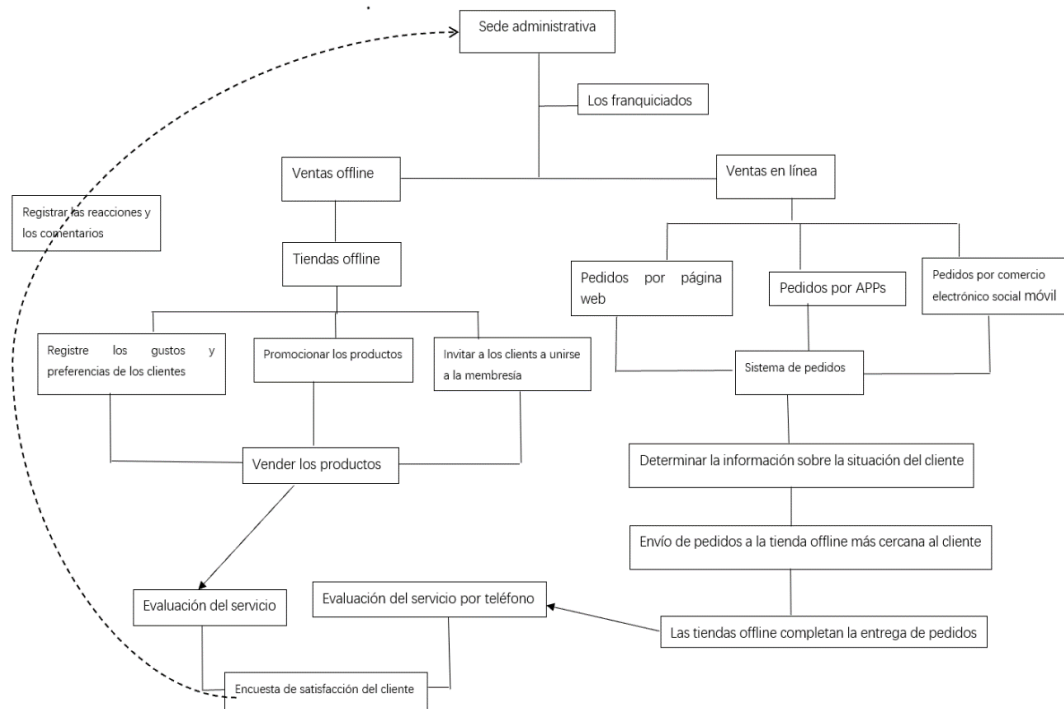 Sede administrativa
Los franquiciados
Ventas offline
Ventas en línea
Registrar las reacciones y
los comentarios
Tiendas offline
Pedidos por página
web
Pedidos por APPs
Pedidos por comercio
electrónico social móvil
Registre los gustos y
preferencias de los clientes
Promocionar los productos
Invitar a los clients a unirse
a la membresía
Sistema de pedidos
Vender los productos
Determinar la información sobre la situación del cliente
Envío de pedidos a la tienda offline más cercana al cliente
Evaluación del servicio
Evaluación del servicio por teléfono
Las tiendas offline completan la entrega de pedidos
Encuesta de satisfacción del cliente